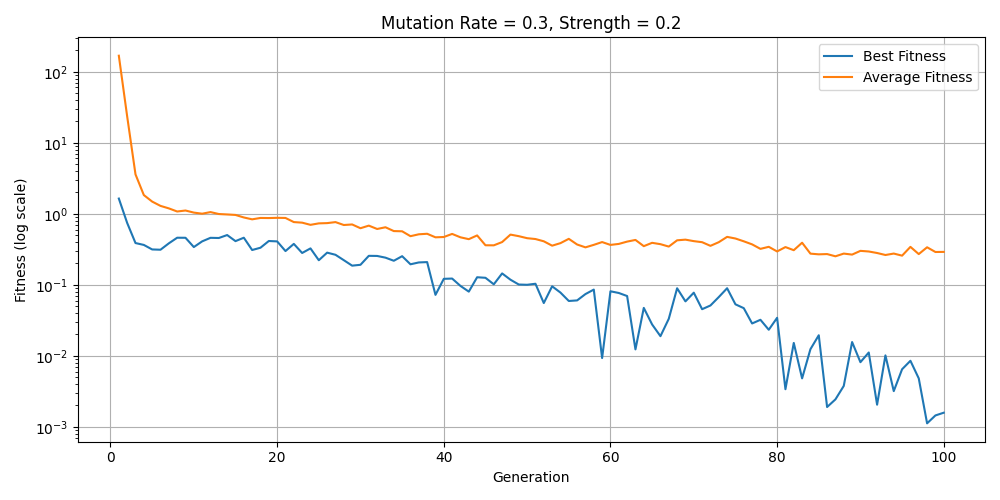 Mutation Rate = 0.3, Strength = 0.2
Best Fitness
Average Fitness
Fitness (log scale)
10²
10¹
10⁰
10⁻¹
10⁻²
10⁻³
0 20 40 60 80 100
Generation